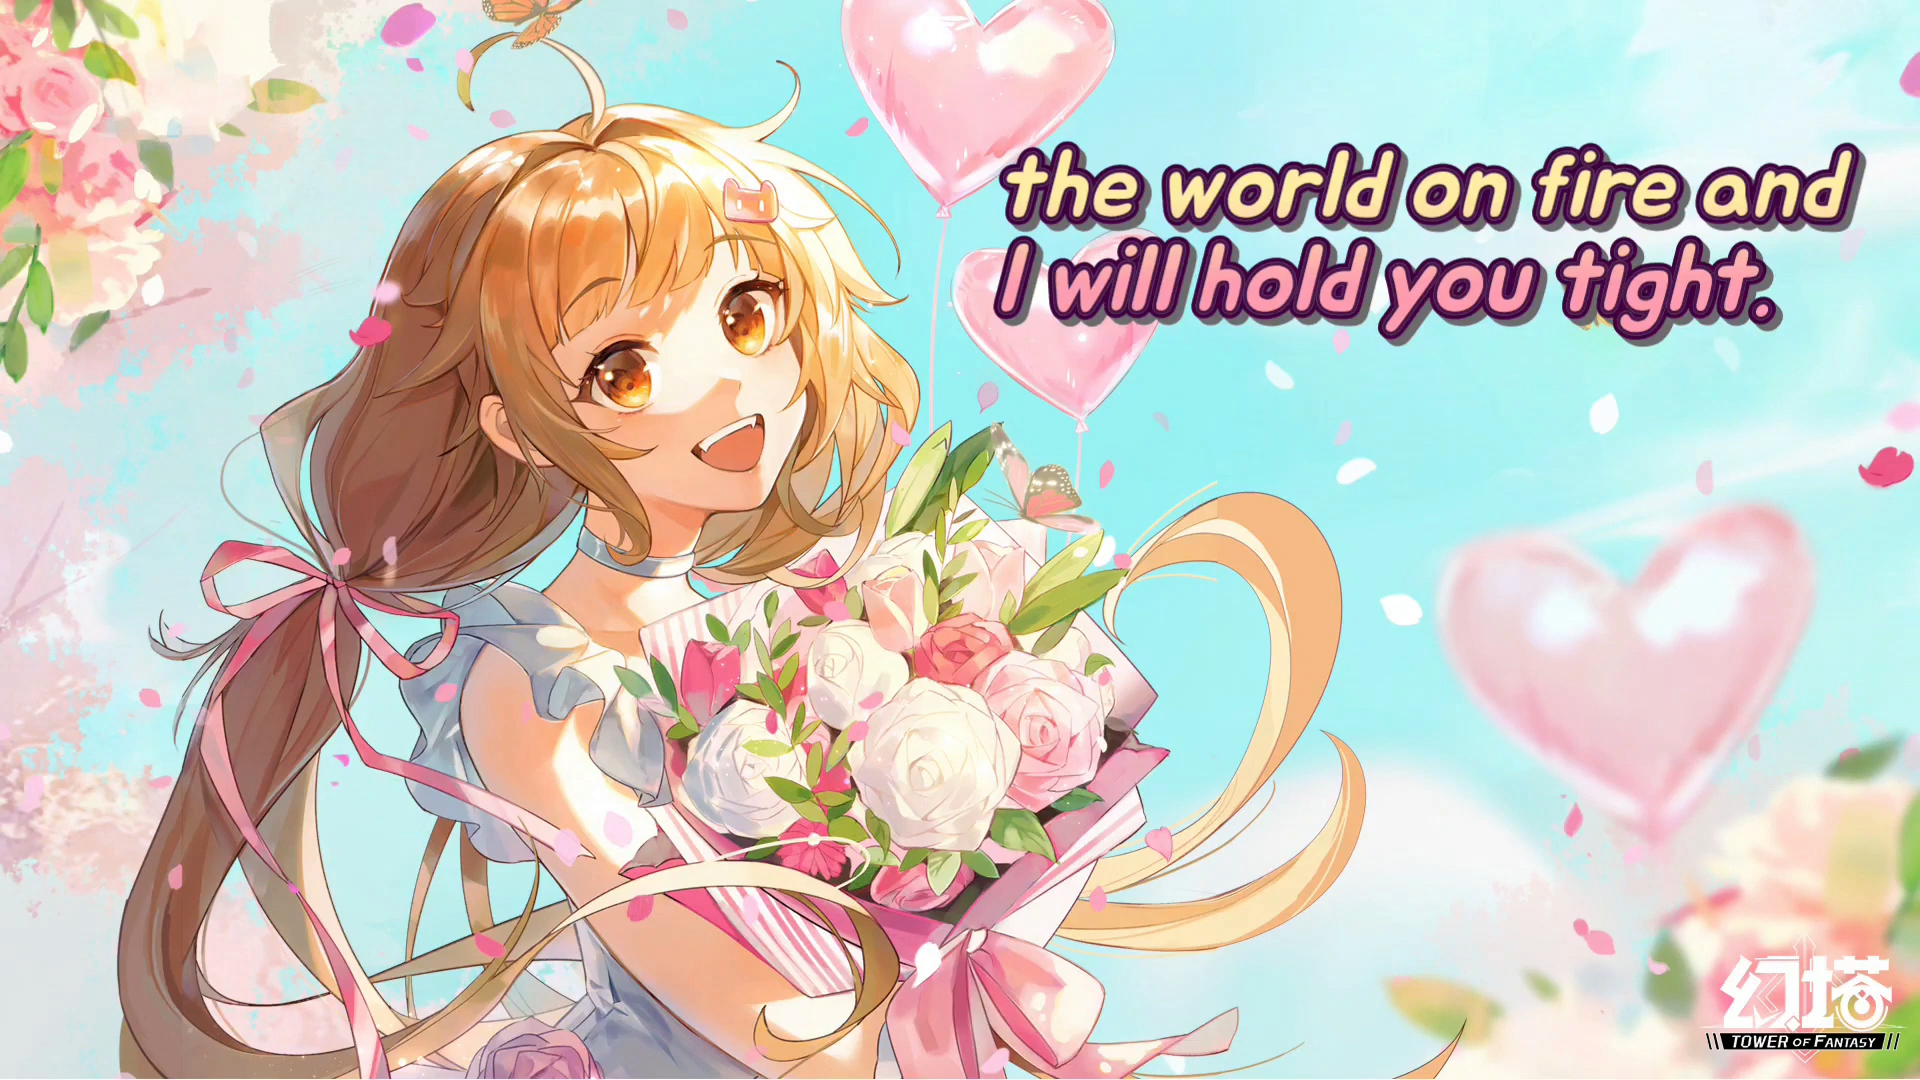 the world on fire and
I will hold you tight.
幻塔
TOWER OF FANTASY